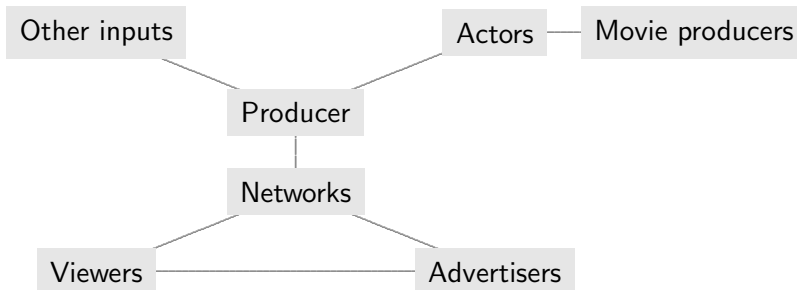 Other inputs
Actors
Movie producers
Producer
Networks
Viewers
Advertisers